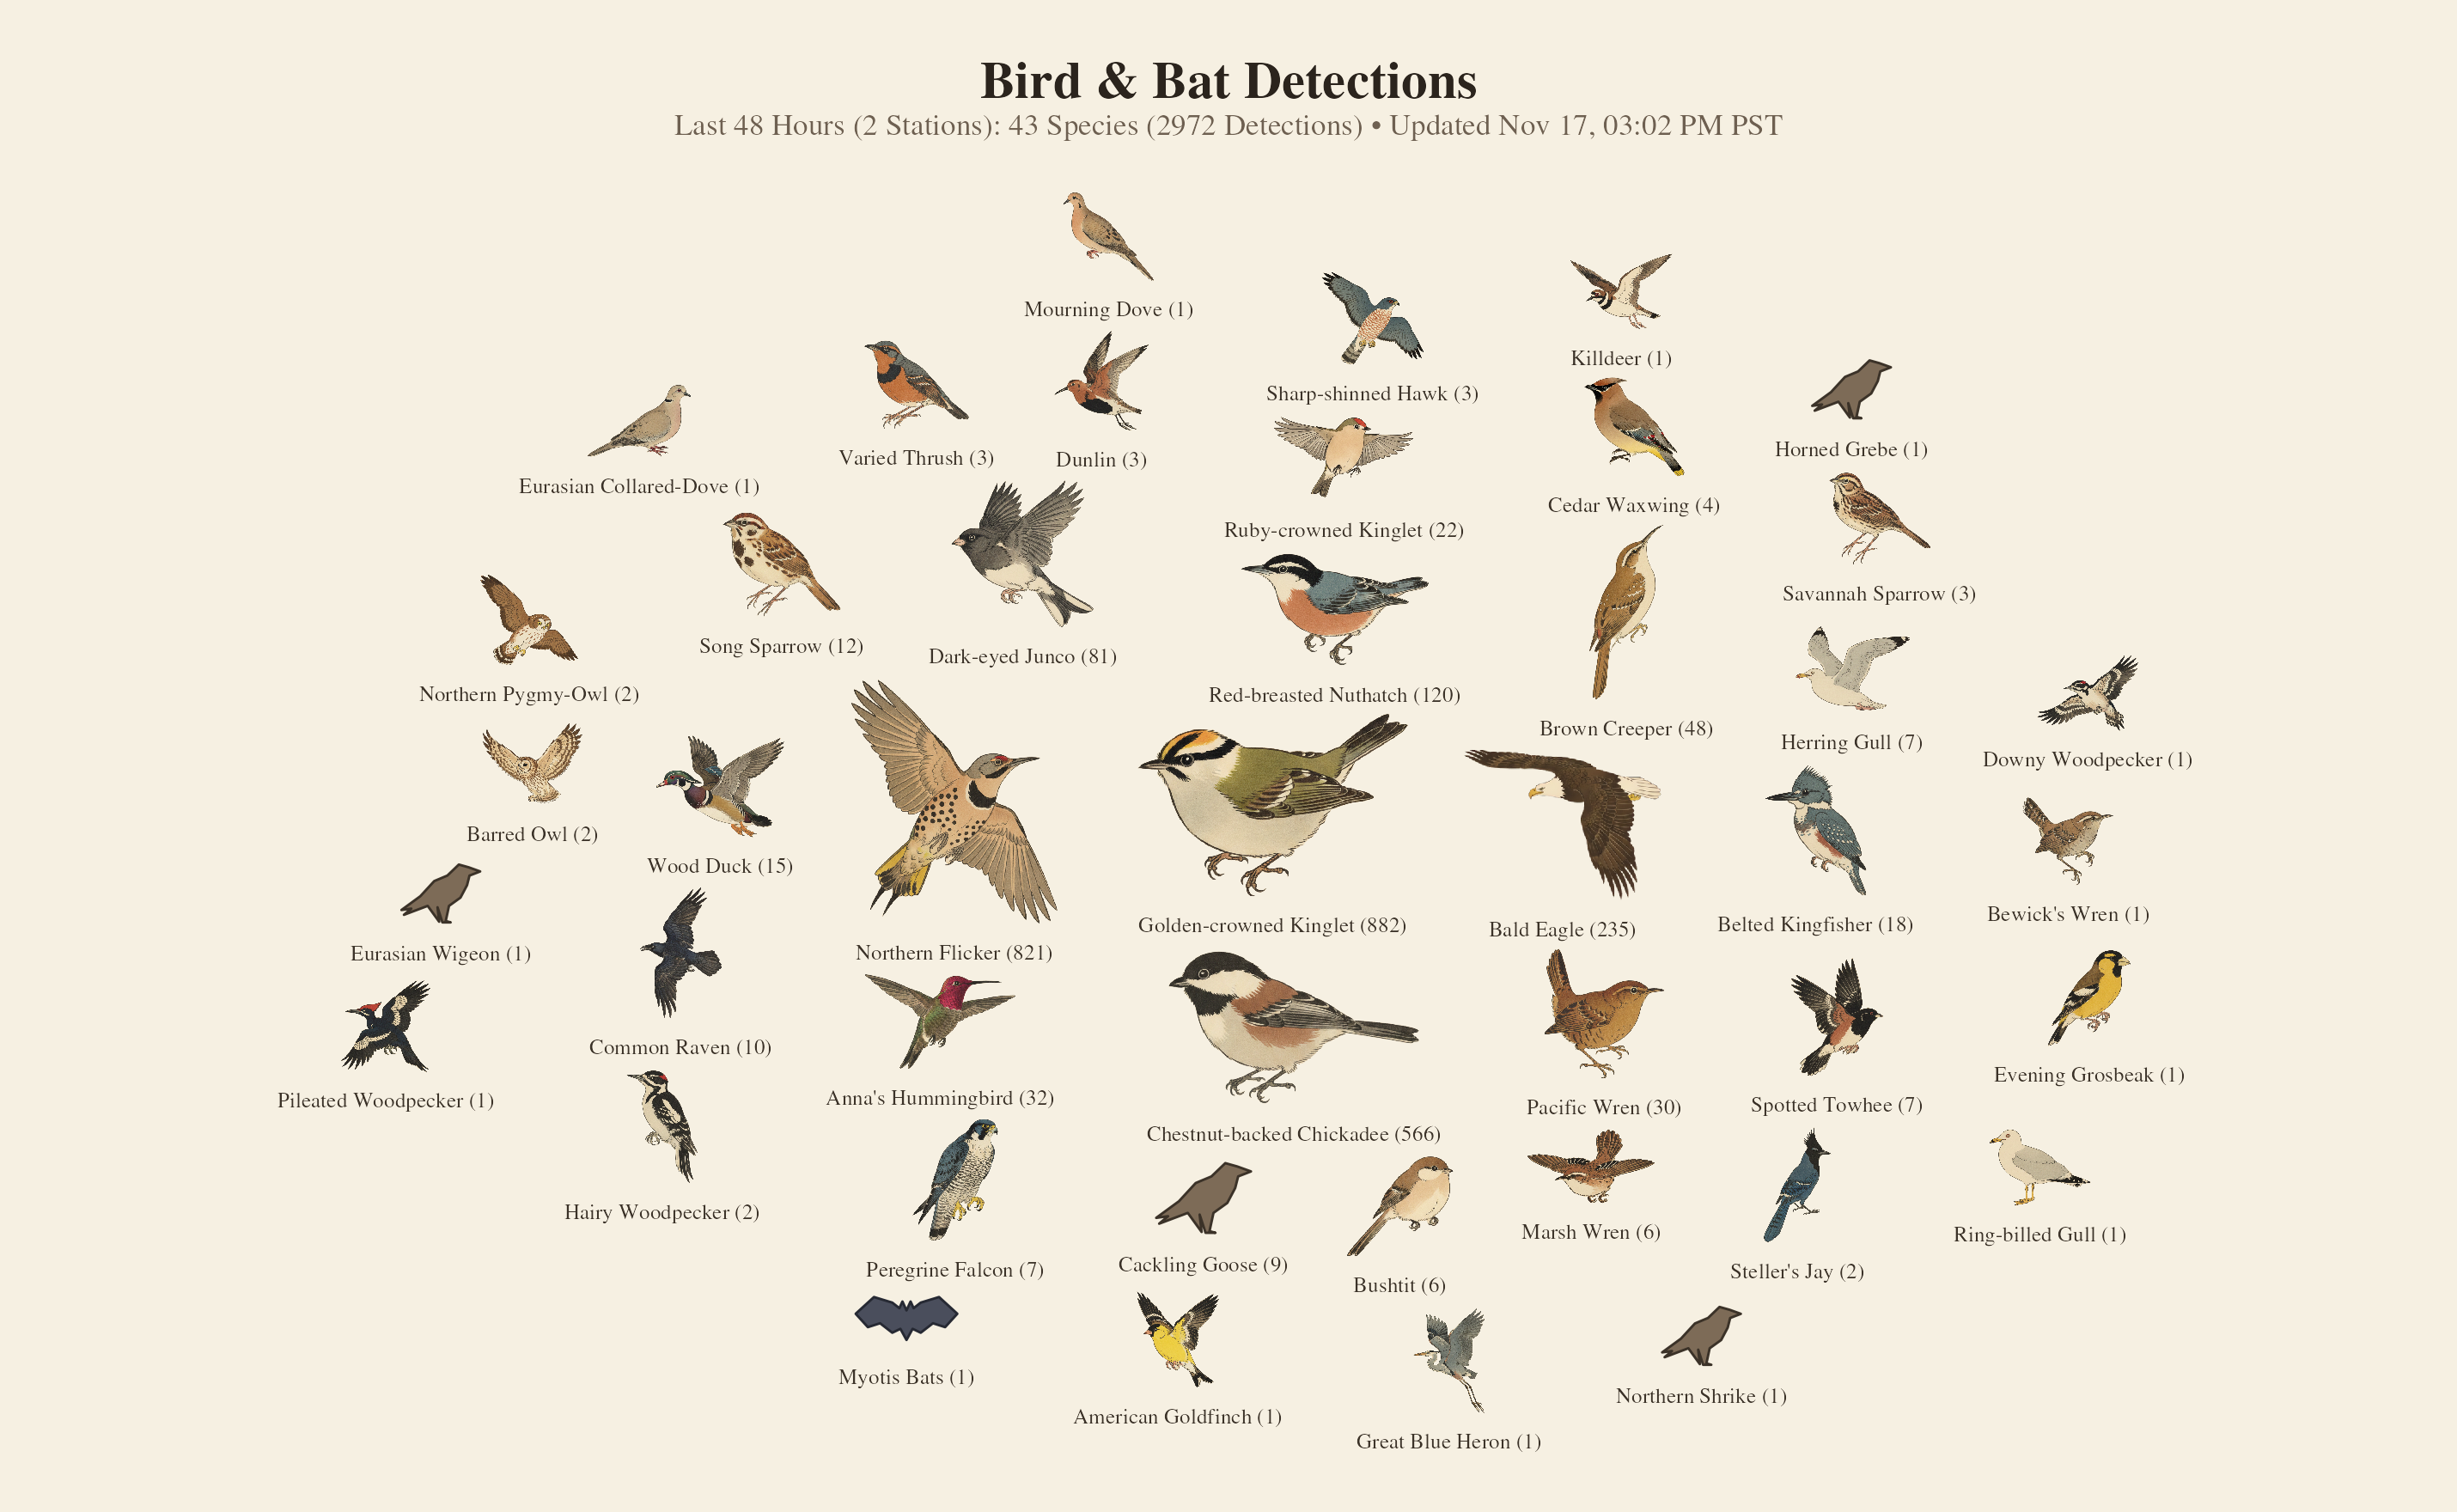 Bird & Bat Detections
Last 48 Hours (2 Stations): 43 Species (2972 Detections) • Updated Nov 17, 03:02 PM PST
Mourning Dove (1)
Killdeer (1)
Sharp-shinned Hawk (3)
Horned Grebe (1)
Varied Thrush (3)
Dunlin (3)
Eurasian Collared-Dove (1)
Cedar Waxwing (4)
Ruby-crowned Kinglet (22)
Savannah Sparrow (3)
Song Sparrow (12)
Dark-eyed Junco (81)
Northern Pygmy-Owl (2)
Red-breasted Nuthatch (120)
Brown Creeper (48)
Herring Gull (7)
Downy Woodpecker (1)
Barred Owl (2)
Wood Duck (15)
Bewick's Wren (1)
Golden-crowned Kinglet (882)
Belted Kingfisher (18)
Bald Eagle (235)
Eurasian Wigeon (1)
Northern Flicker (821)
Common Raven (10)
Evening Grosbeak (1)
Pileated Woodpecker (1)
Anna's Hummingbird (32)
Pacific Wren (30)
Spotted Towhee (7)
Chestnut-backed Chickadee (566)
Hairy Woodpecker (2)
Marsh Wren (6)
Ring-billed Gull (1)
Peregrine Falcon (7)
Cackling Goose (9)
Steller's Jay (2)
Bushtit (6)
Myotis Bats (1)
Northern Shrike (1)
American Goldfinch (1)
Great Blue Heron (1)